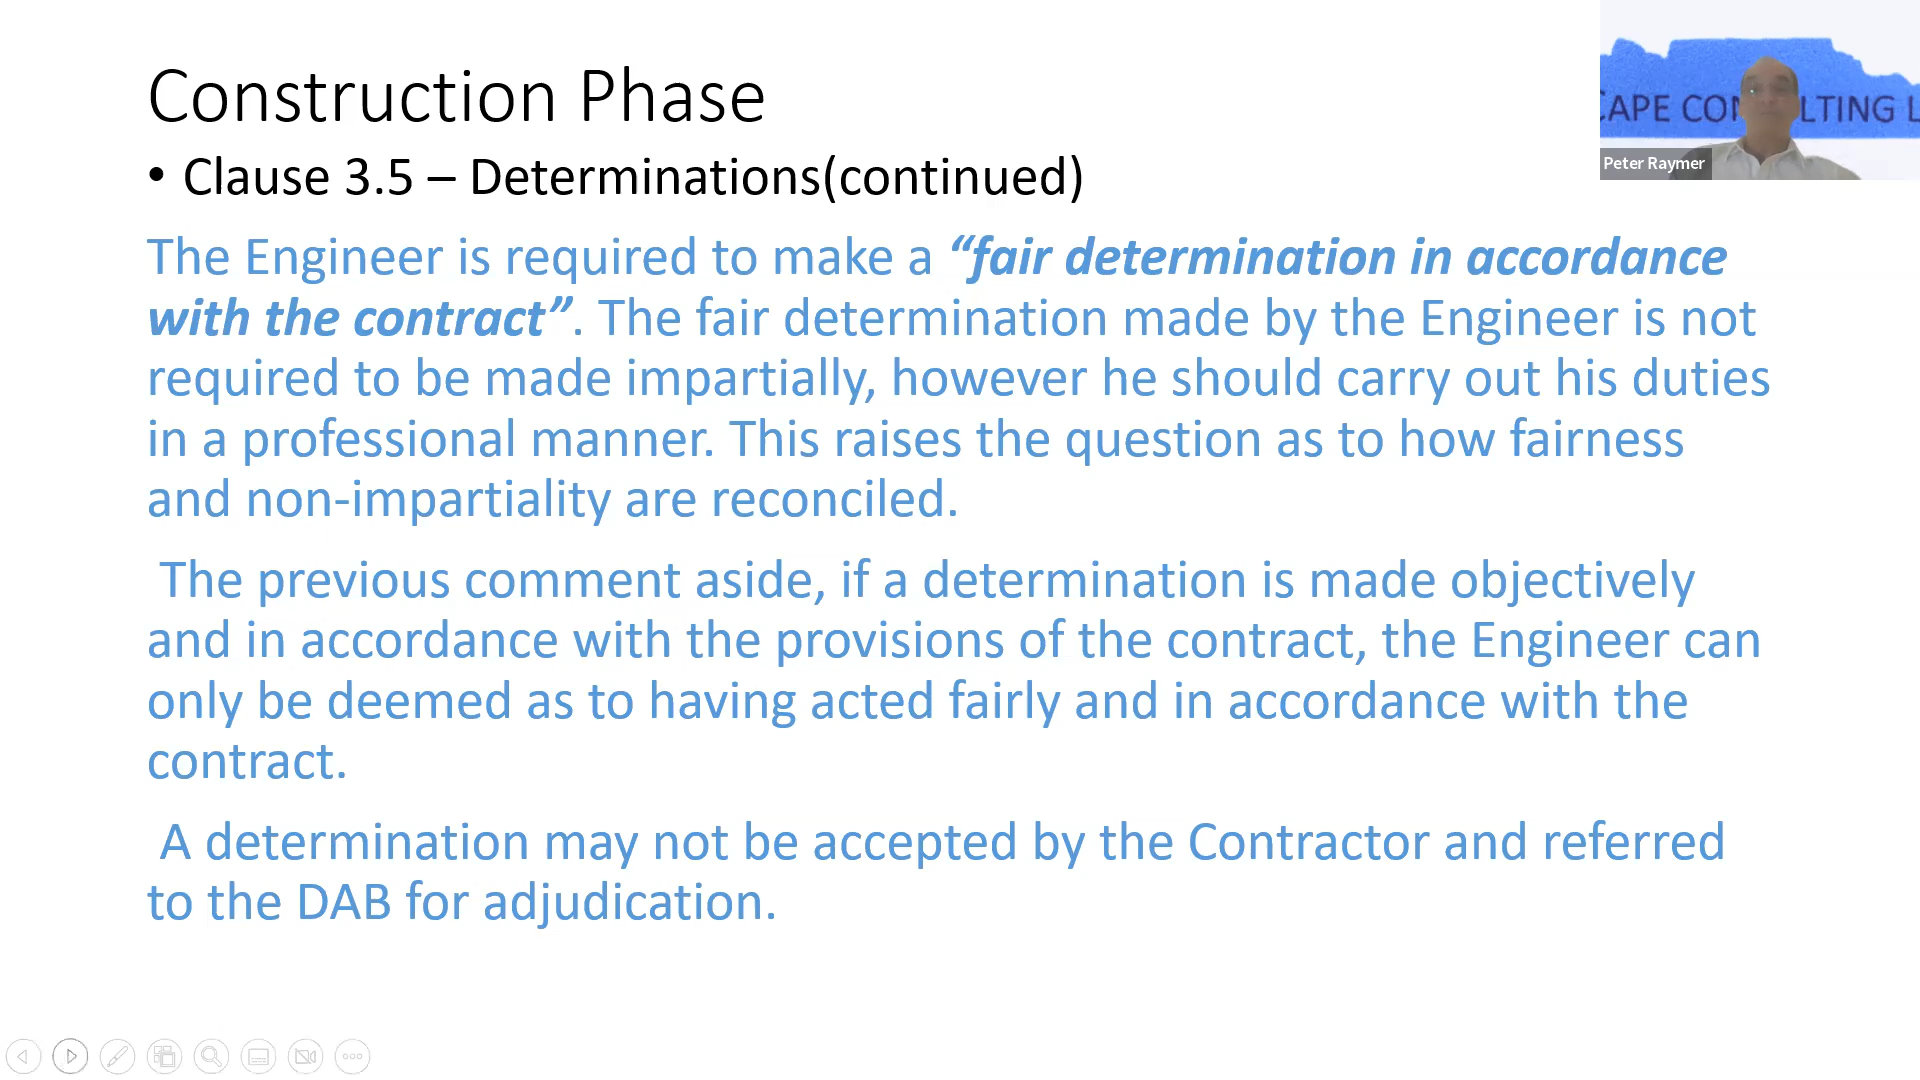 Construction Phase
• Clause 3.5 – Determinations(continued)
The Engineer is required to make a “fair determination in accordance
with the contract”. The fair determination made by the Engineer is not
required to be made impartially, however he should carry out his duties
in a professional manner. This raises the question as to how fairness
and non-impartiality are reconciled.
The previous comment aside, if a determination is made objectively
and in accordance with the provisions of the contract, the Engineer can
only be deemed as to having acted fairly and in accordance with the
contract.
A determination may not be accepted by the Contractor and referred
to the DAB for adjudication.
CAPE CON LTING L
Peter Raymer